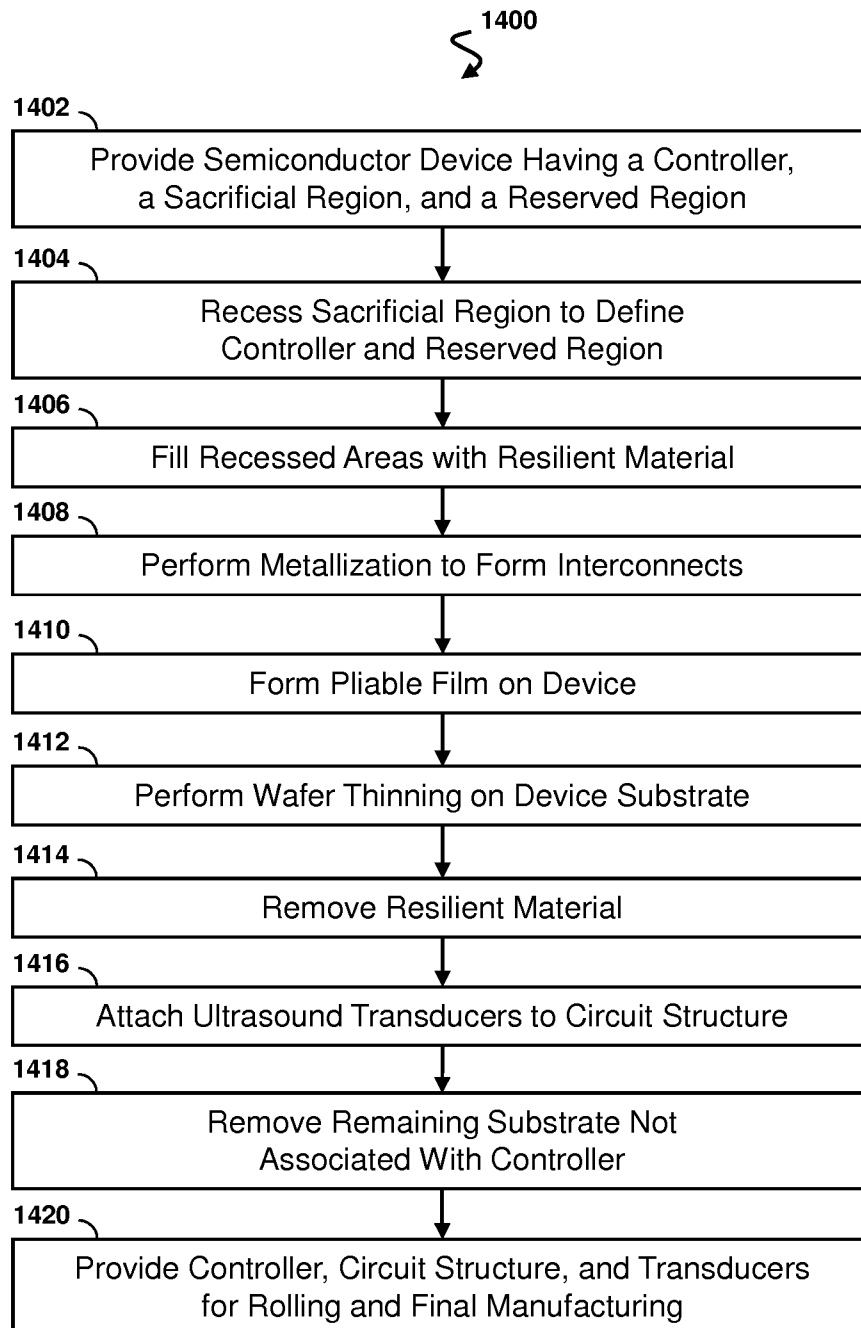 1400
1402
Provide Semiconductor Device Having a Controller,
a Sacrificial Region, and a Reserved Region
1404
Recess Sacrificial Region to Define
Controller and Reserved Region
1406
Fill Recessed Areas with Resilient Material
1408
Perform Metallization to Form Interconnects
1410
Form Pliable Film on Device
1412
Perform Wafer Thinning on Device Substrate
1414
Remove Resilient Material
1416
Attach Ultrasound Transducers to Circuit Structure
1418
Remove Remaining Substrate Not
Associated With Controller
1420
Provide Controller, Circuit Structure, and Transducers
for Rolling and Final Manufacturing